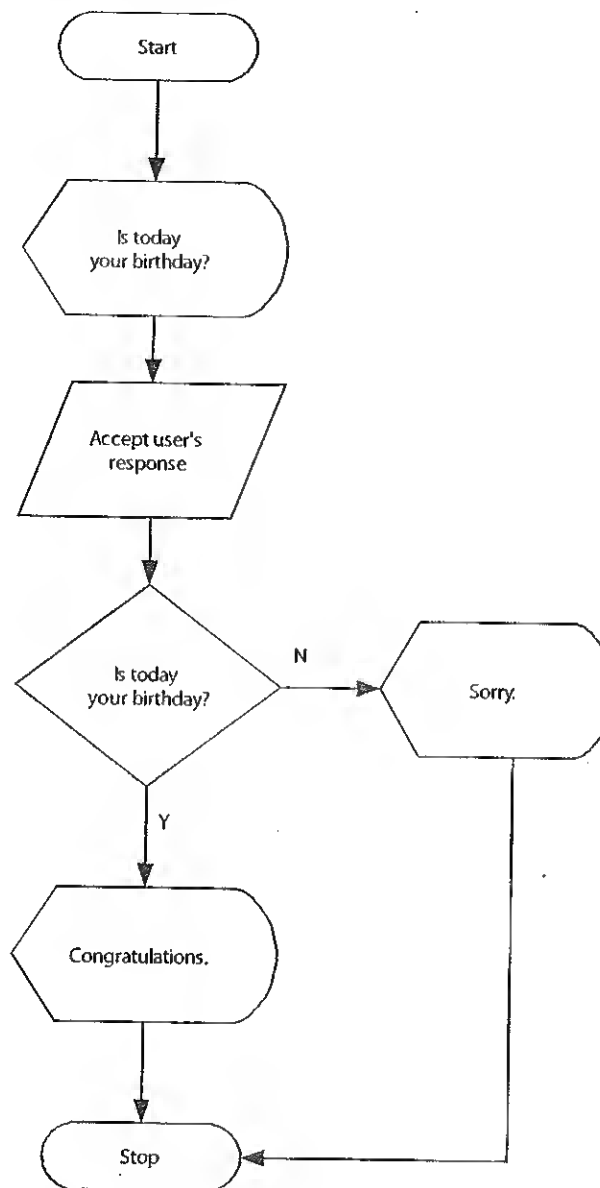 Start
Is today
your birthday?
Accept user's
response
Is today
your birthday?
N
Sorry.
Y
Congratulations.
Stop